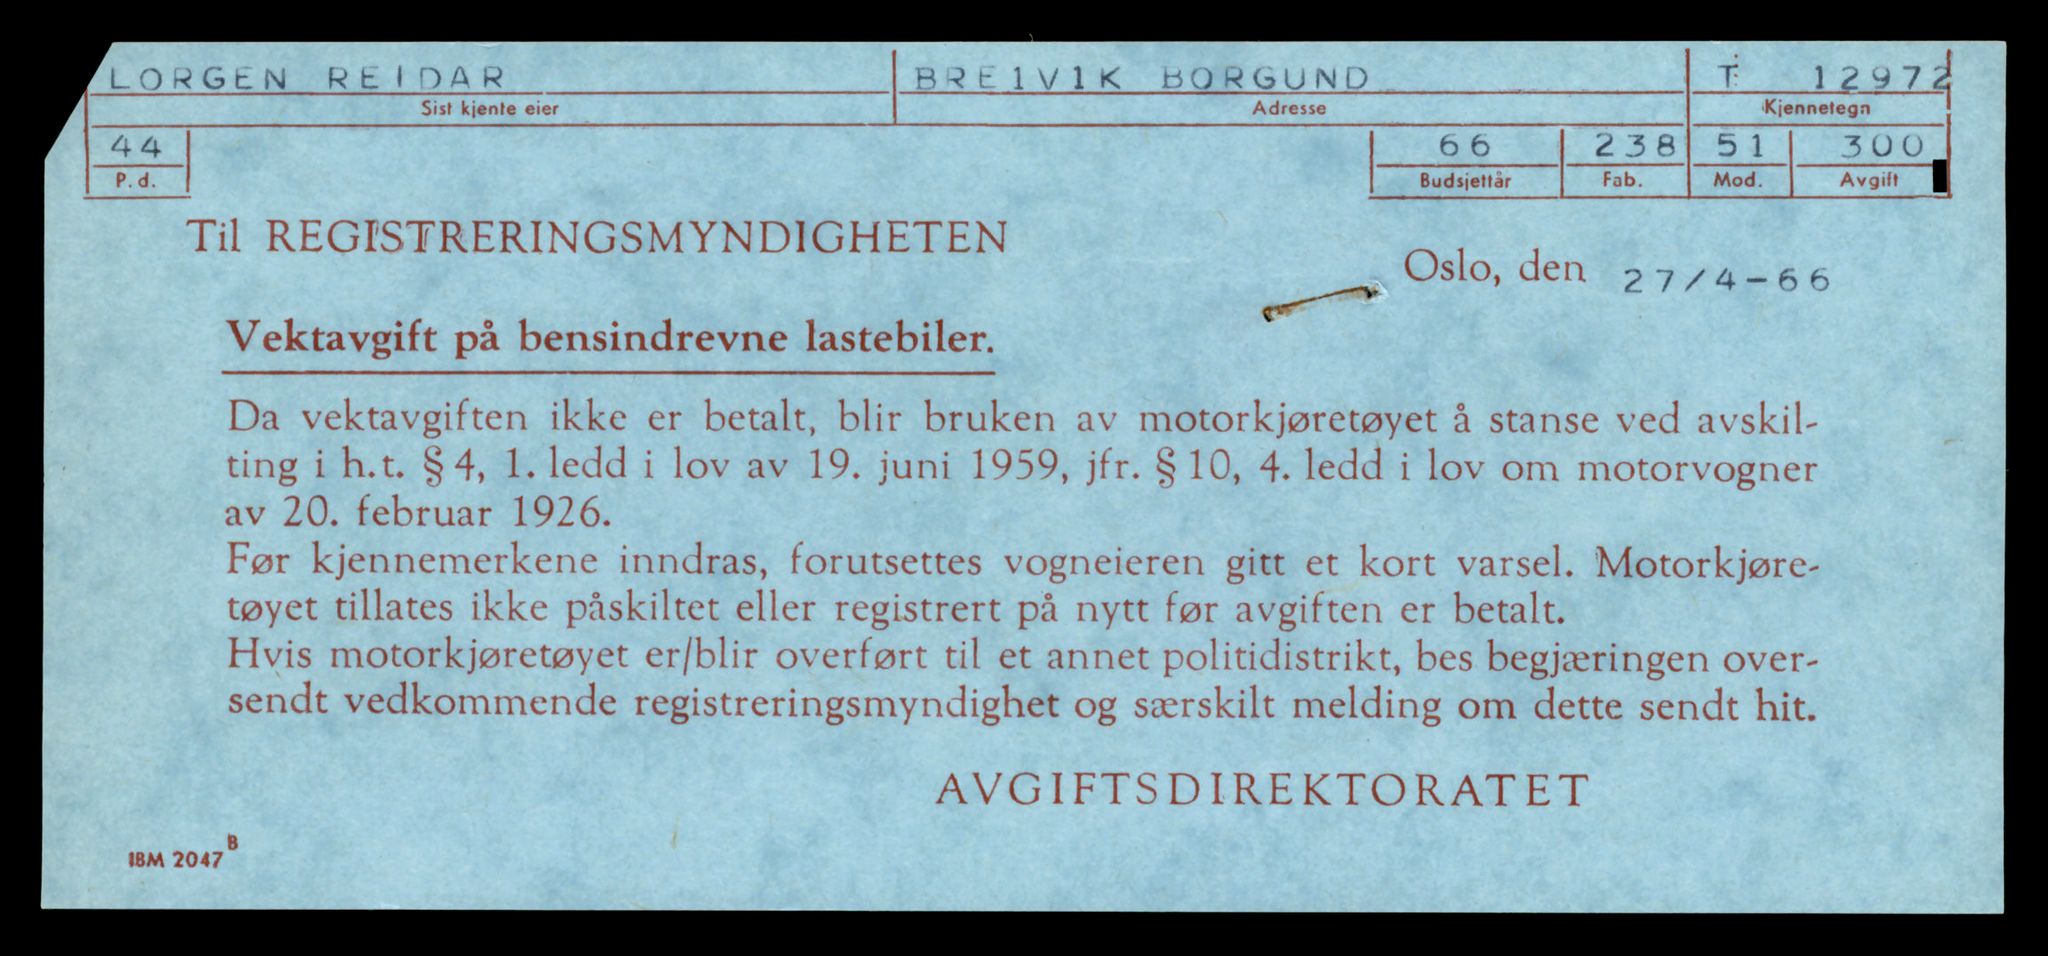 LORGEN REIDAR BRE1V1K BORGUND T 12972
Sist kjente eier Adresse Kjennetegn
44 66 238 51 300
P. d. Budsjettår Fab. Mod. Avgift
Til REGISTRERINGSMYNDIGHETEN
Oslo, den 27/4-66
Vektavgift på bensindrevne lastebiler.
Da vektavgiften ikke er betalt, blir bruken av motorkjøretøyet å stanse ved avskil-
ting i h.t. § 4, 1. ledd i lov av 19. juni 1959, jfr. § 10, 4. ledd i lov om motorvogner
av 20. februar 1926.
Før kjennemerkene inndras, forutsettes vogneieren gitt et kort varsel. Motorkjøre-
tøyet tillates ikke påskiltet eller registrert på nytt før avgiften er betalt.
Hvis motorkjøretøyet er/blir overført til et annet politidistrikt, bes begjæringen over-
sendt vedkommende registreringsmyndighet og særskilt melding om dette sendt hit.
AVGIFTSDIREKTORATET
IBM 2047 B